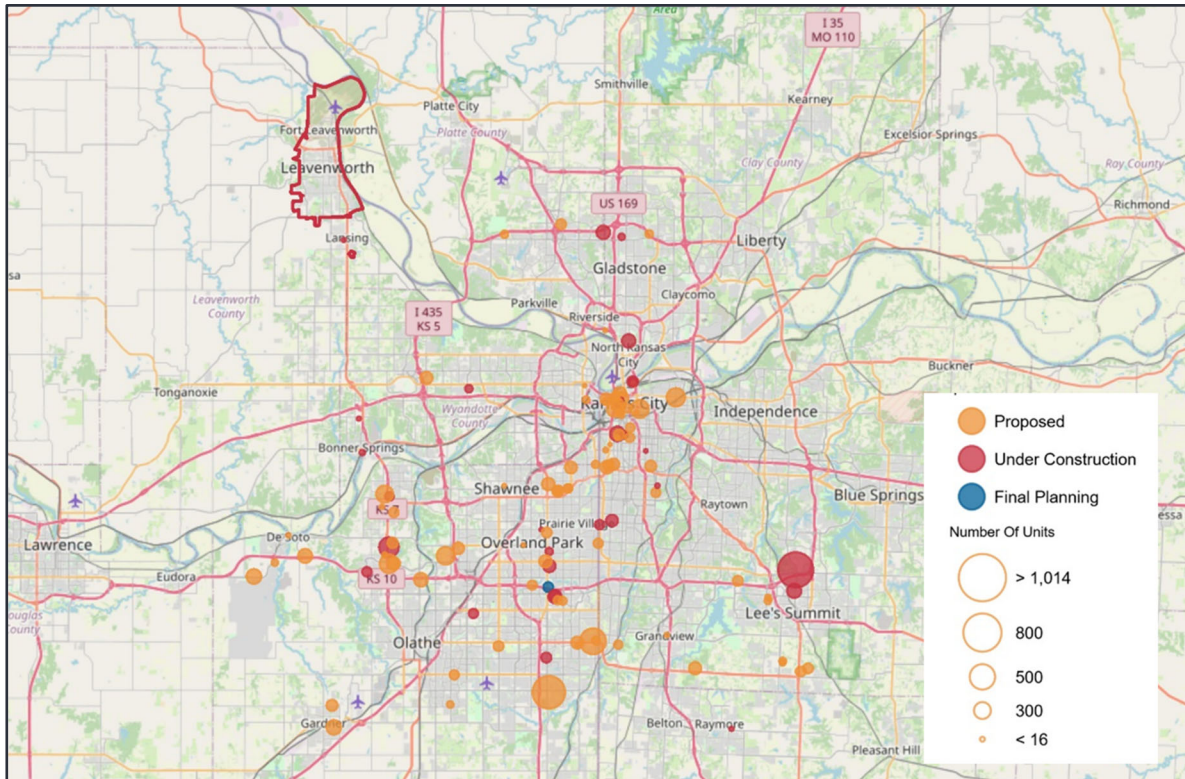 Area
I 35
MO 110
Smithville
Platte City
Kearney
Fort Leavenworth
Platte County
Excelsior Springs
Clay County
Leavenworth
Ray County
US 169
Richmond
Lansing
Liberty
Gladstone
Leavenworth
County
Claycomo
Parkville
I 435
KS 5
Riverside
North Kansas
City
Buckner
Tonganoxie
Kansas City
Wyandotte
County
Independence
Bonner Springs
Shawnee
Raytown
Blue Springs
KS 7
Prairie Village
Lawrence
De Soto
Overland Park
Eudora
KS 10
Douglas
County
Lee's Summit
Olathe
Grandview
Gardner
Belton
Raymore
Pleasant Hill
Proposed
Under Construction
Final Planning
Number Of Units
> 1,014
800
500
300
< 16